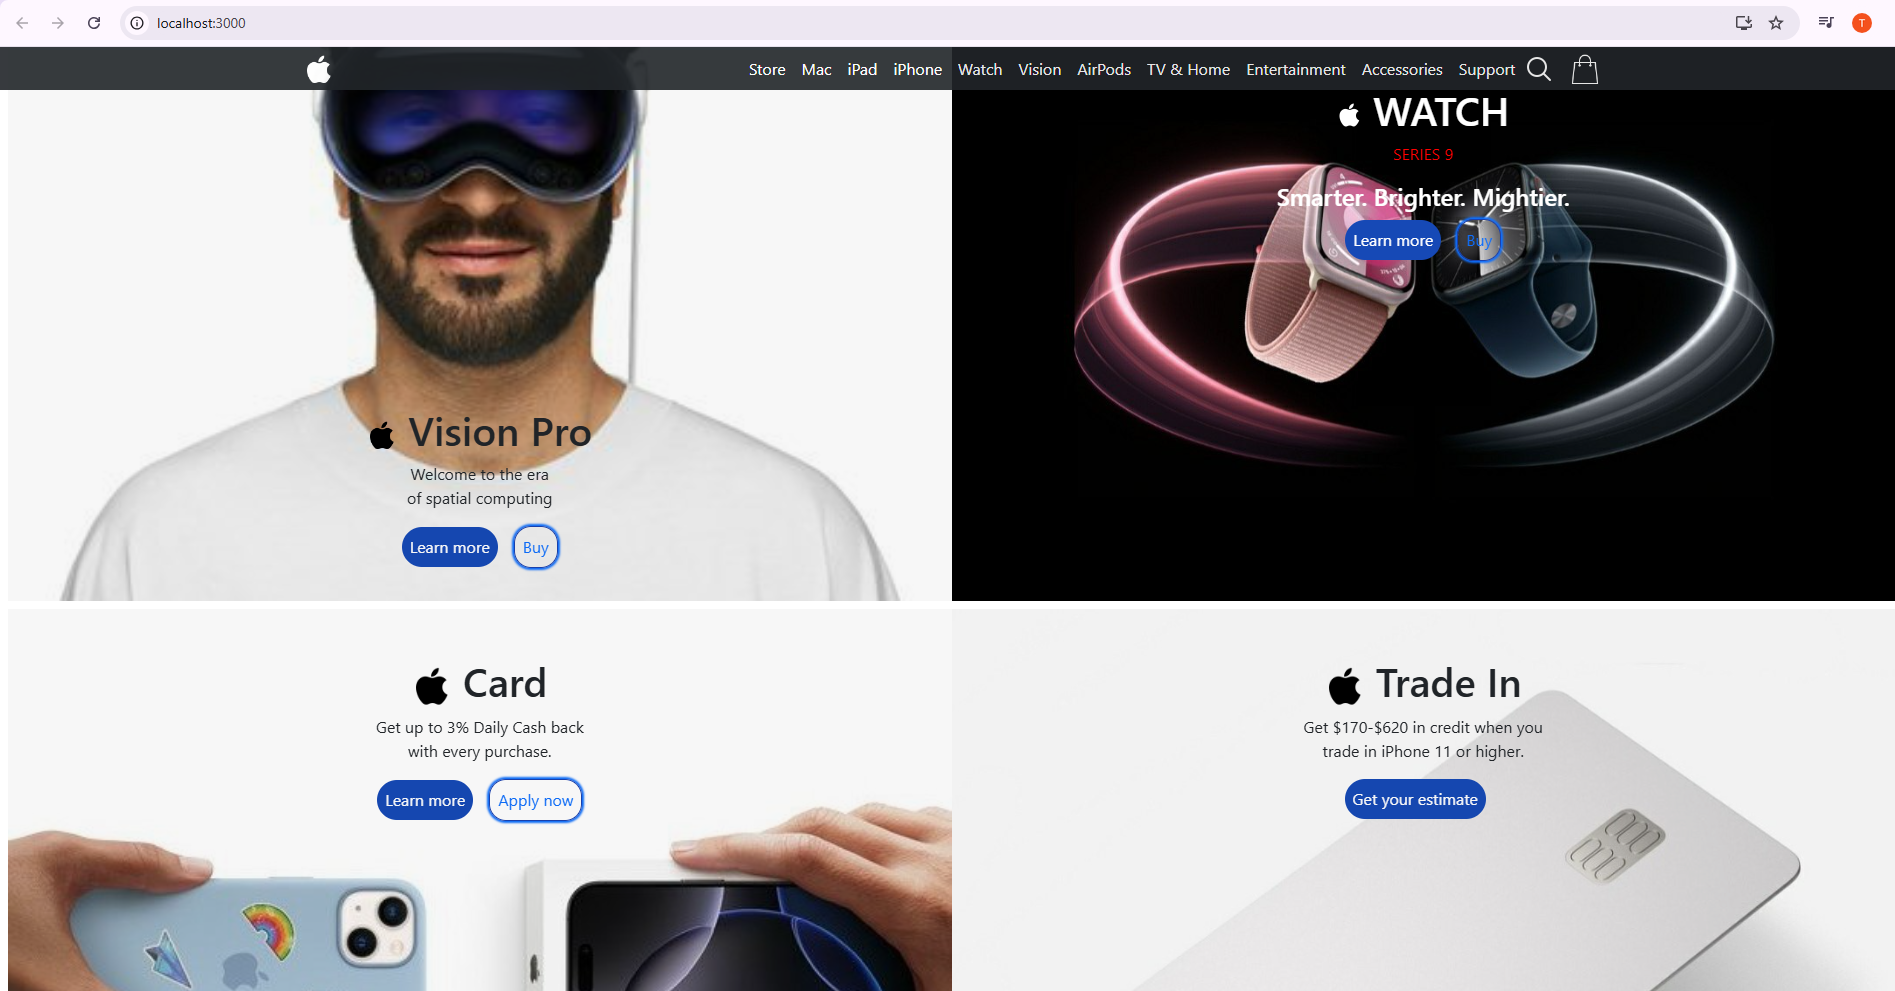 localhost:3000
T
Store Mac iPad iPhone Watch Vision AirPods TV & Home Entertainment Accessories Support
Vision Pro
Welcome to the era
of spatial computing
Learn more Buy
WATCH
SERIES 9
Smarter. Brighter. Mightier.
Learn more Buy
Card
Get up to 3% Daily Cash back
with every purchase.
Learn more Apply now
Trade In
Get $170-$620 in credit when you
trade in iPhone 11 or higher.
Get your estimate